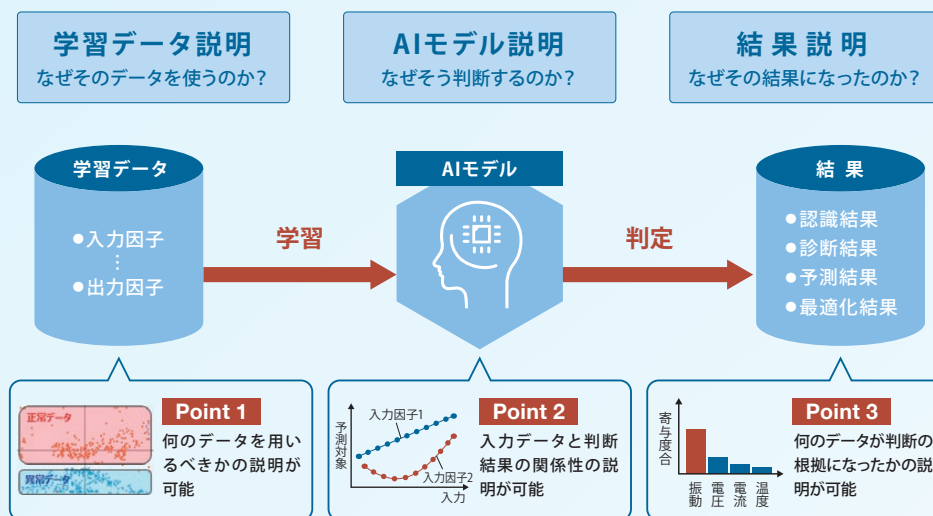 学習データ説明
なぜそのデータを使うのか?
AIモデル説明
なぜそう判断するのか?
結果説明
なぜその結果になったのか?
学習データ
●入力因子
⋮
●出力因子
学習
AIモデル
判定
結果
●認識結果
●診断結果
●予測結果
●最適化結果
正常データ
異常データ
Point 1
何のデータを用い
るべきかの説明が
可能
予測対象
入力因子1
入力因子2
入力
Point 2
入力データと判断
結果の関係性の説
明が可能
寄与度合
振動
電圧
電流
温度
Point 3
何のデータが判断の
根拠になったかの説
明が可能